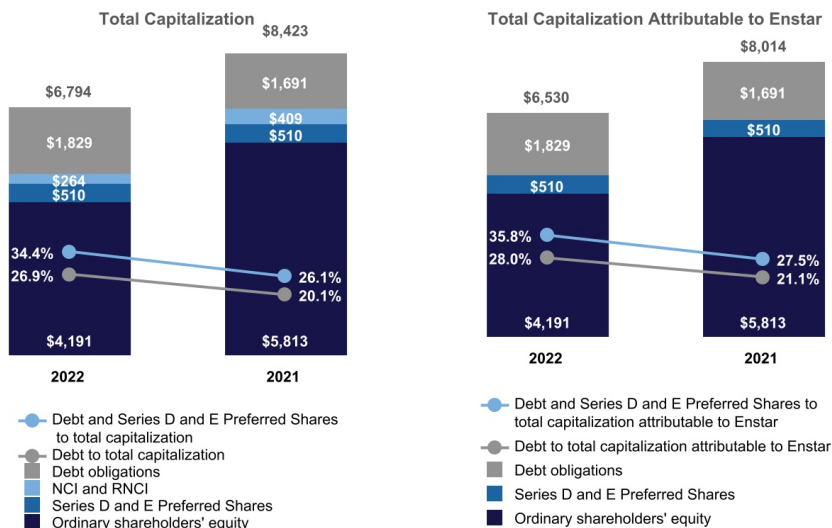 Total Capitalization
$8,423
$6,794
$1,691
$409
$510
$1,829
$264
$510
34.4%
26.9%
26.1%
20.1%
$4,191
$5,813
2022
2021
Debt and Series D and E Preferred Shares
to total capitalization
Debt to total capitalization
Debt obligations
NCI and RNCI
Series D and E Preferred Shares
Ordinary shareholders' equity
Total Capitalization Attributable to Enstar
$8,014
$6,530
$1,691
$510
$1,829
$510
35.8%
28.0%
27.5%
21.1%
$4,191
$5,813
2022
2021
Debt and Series D and E Preferred Shares to
total capitalization attributable to Enstar
Debt to total capitalization attributable to Enstar
Debt obligations
Series D and E Preferred Shares
Ordinary shareholders' equity